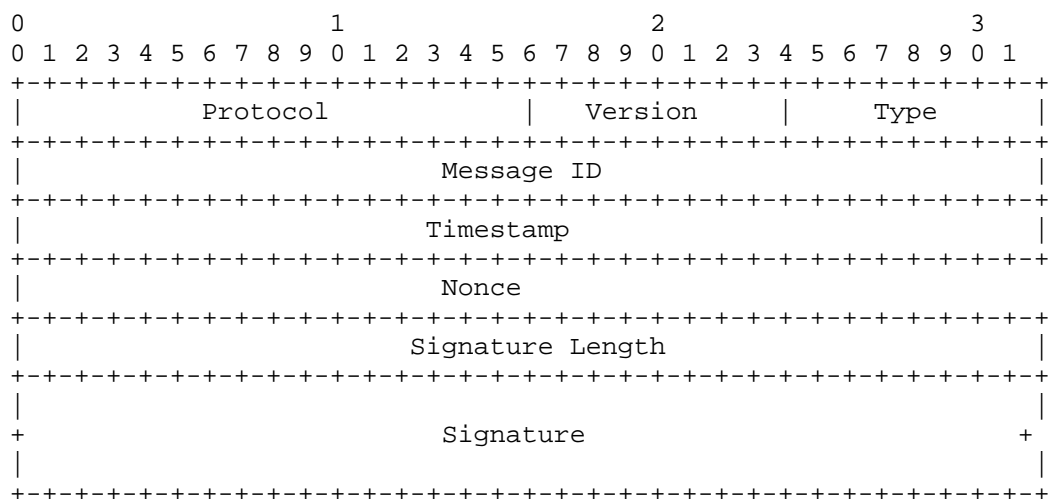 0                   1                   2                   3
0 1 2 3 4 5 6 7 8 9 0 1 2 3 4 5 6 7 8 9 0 1 2 3 4 5 6 7 8 9 0 1
+-+-+-+-+-+-+-+-+-+-+-+-+-+-+-+-+-+-+-+-+-+-+-+-+-+-+-+-+-+-+-+-+
|           Protocol            |   Version     |     Type      |
+-+-+-+-+-+-+-+-+-+-+-+-+-+-+-+-+-+-+-+-+-+-+-+-+-+-+-+-+-+-+-+-+
|                          Message ID                           |
+-+-+-+-+-+-+-+-+-+-+-+-+-+-+-+-+-+-+-+-+-+-+-+-+-+-+-+-+-+-+-+-+
|                         Timestamp                             |
+-+-+-+-+-+-+-+-+-+-+-+-+-+-+-+-+-+-+-+-+-+-+-+-+-+-+-+-+-+-+-+-+
|                          Nonce
+-+-+-+-+-+-+-+-+-+-+-+-+-+-+-+-+-+-+-+-+-+-+-+-+-+-+-+-+-+-+-+-+
|                        Signature Length                       |
+-+-+-+-+-+-+-+-+-+-+-+-+-+-+-+-+-+-+-+-+-+-+-+-+-+-+-+-+-+-+-+-+
|                                                               |
+                          Signature                           +
|                                                               |
+-+-+-+-+-+-+-+-+-+-+-+-+-+-+-+-+-+-+-+-+-+-+-+-+-+-+-+-+-+-+-+-+